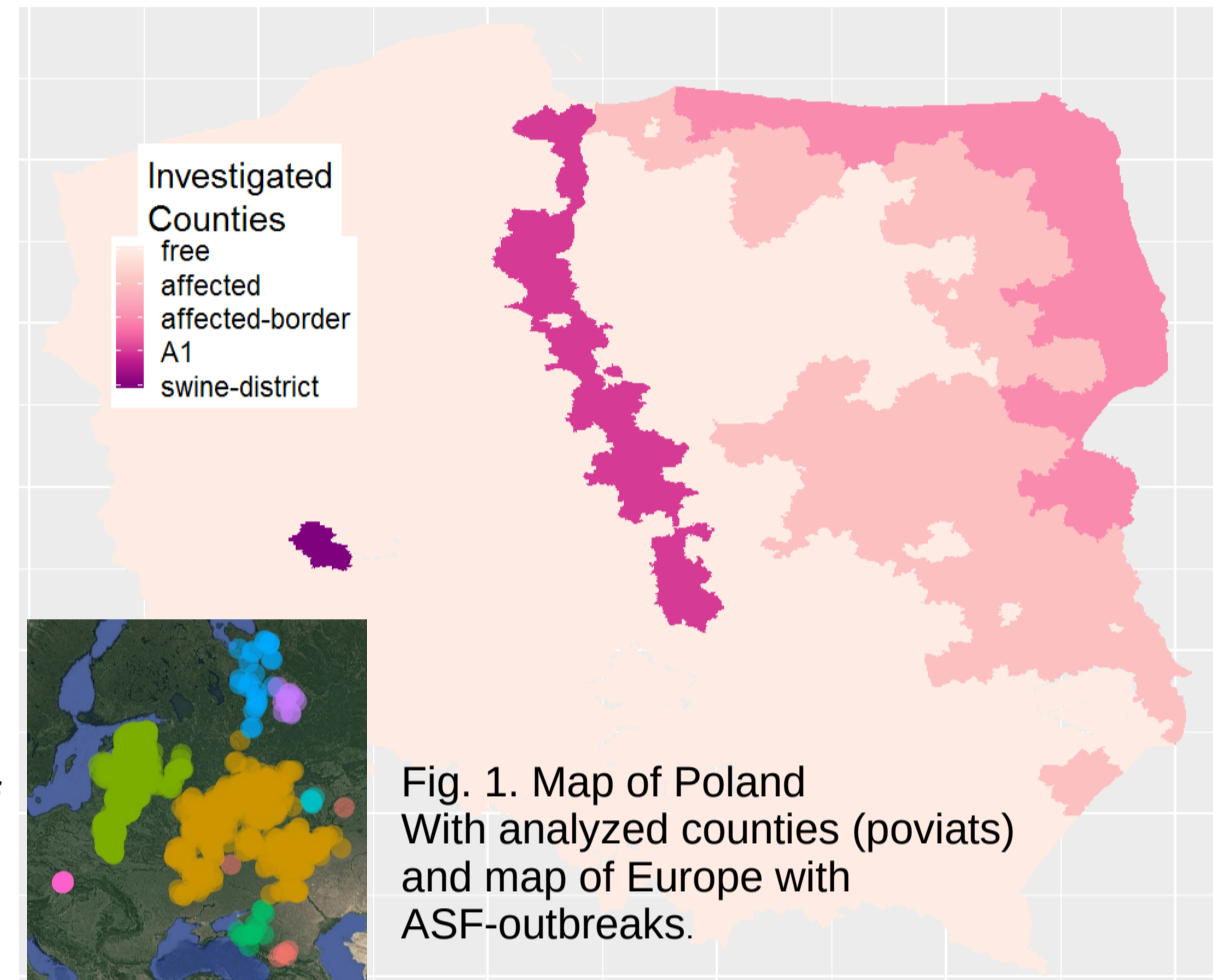 Investigated
Counties
free
affected
affected-border
A1
swine-district
Fig. 1. Map of Poland
With analyzed counties (poviats)
and map of Europe with
ASF-outbreaks.